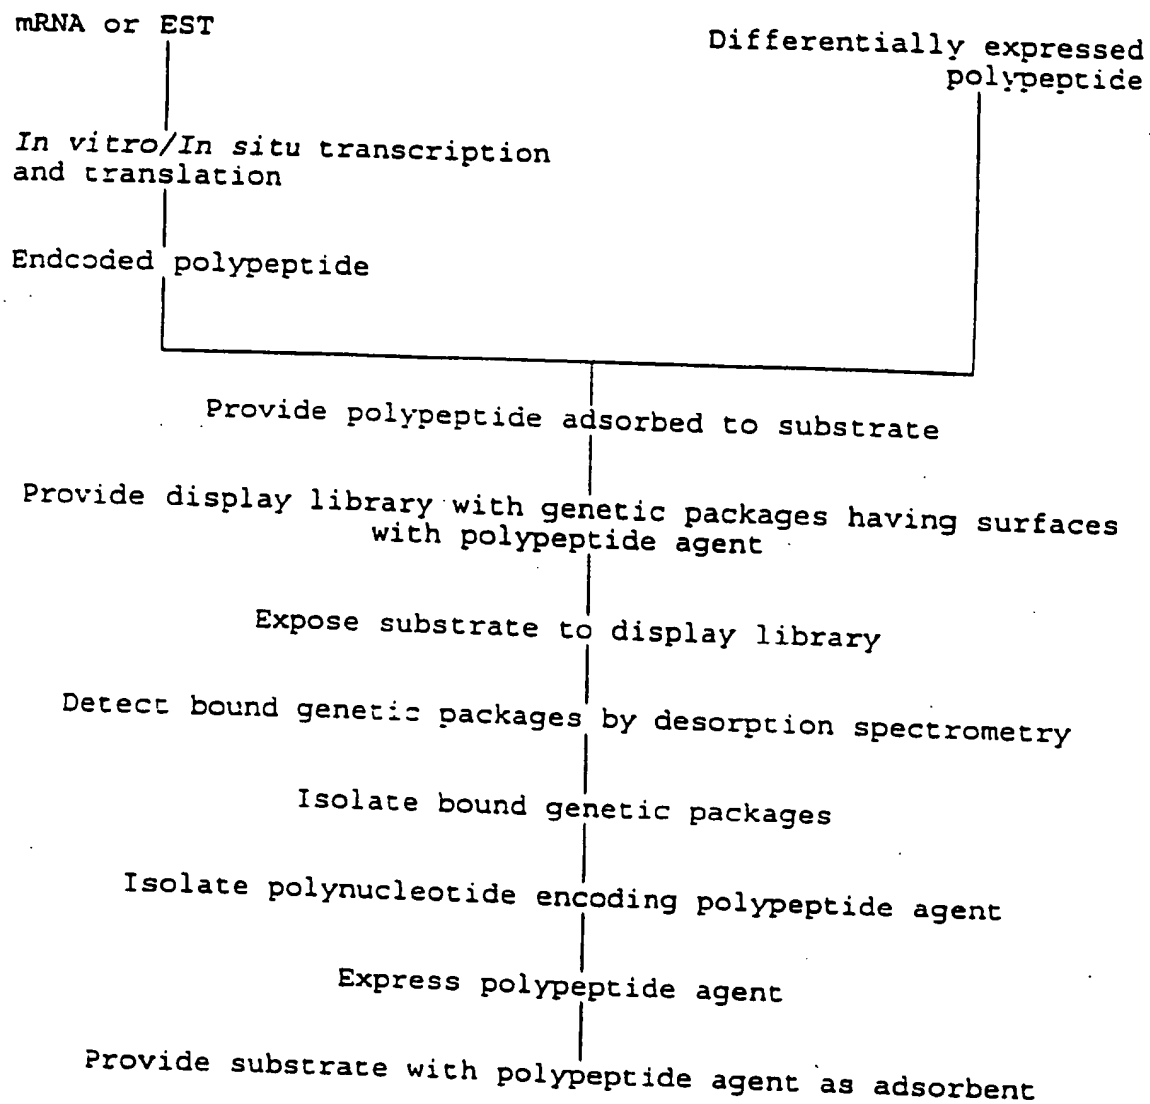 mRNA or EST
Differentially expressed
polypeptide
In vitro/In situ transcription
and translation
Endcoded polypeptide
Provide polypeptide adsorbed to substrate
Provide display library with genetic packages having surfaces
with polypeptide agent
Expose substrate to display library
Detect bound genetic packages by desorption spectrometry
Isolate bound genetic packages
Isolate polynucleotide encoding polypeptide agent
Express polypeptide agent
Provide substrate with polypeptide agent as adsorbent